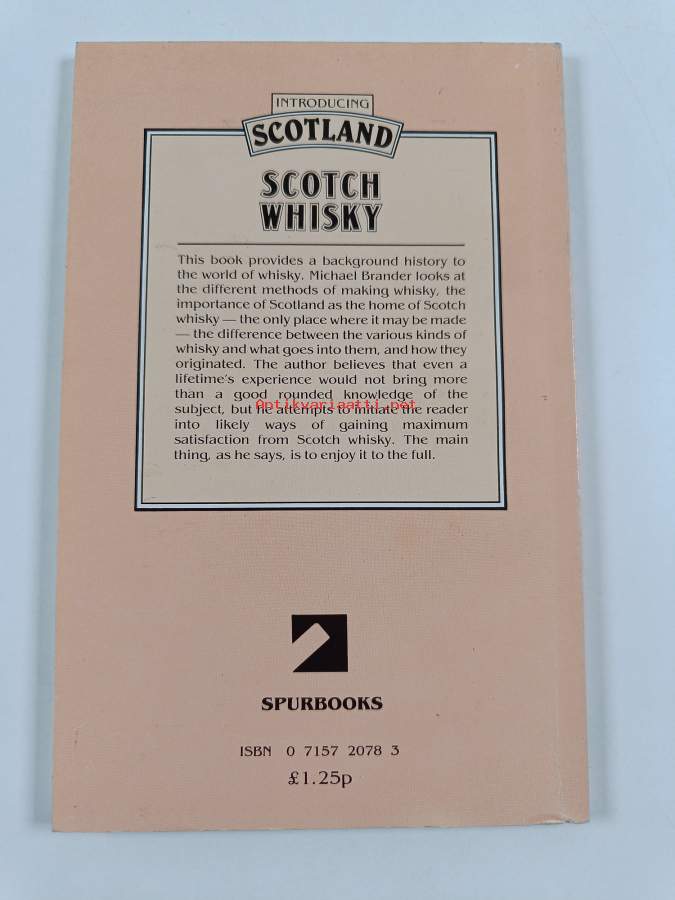 INTRODUCING
SCOTLAND
SCOTCH
WHISKY
This book provides a background history to
the world of whisky. Michael Brander looks at
the different methods of making whisky, the
importance of Scotland as the home of Scotch
whisky — the only place where it may be made
— the difference between the various kinds of
whisky and what goes into them, and how they
originated. The author believes that even a
lifetime's experience would not bring more
than a good rounded knowledge of the
subject, but he attempts to initiate the reader
Optikvariaatti.net
into likely ways of gaining maximum
satisfaction from Scotch whisky. The main
thing, as he says, is to enjoy it to the full.
SPURBOOKS
ISBN 0 7157 2078 3
£1.25p